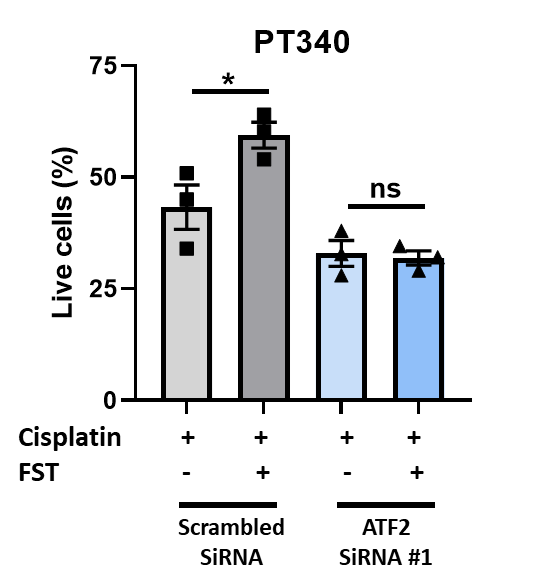 PT340
75
*
50
ns
25
0
Live cells (%)
Cisplatin + + + +
FST - + - +
Scrambled SiRNA
ATF2 SiRNA #1